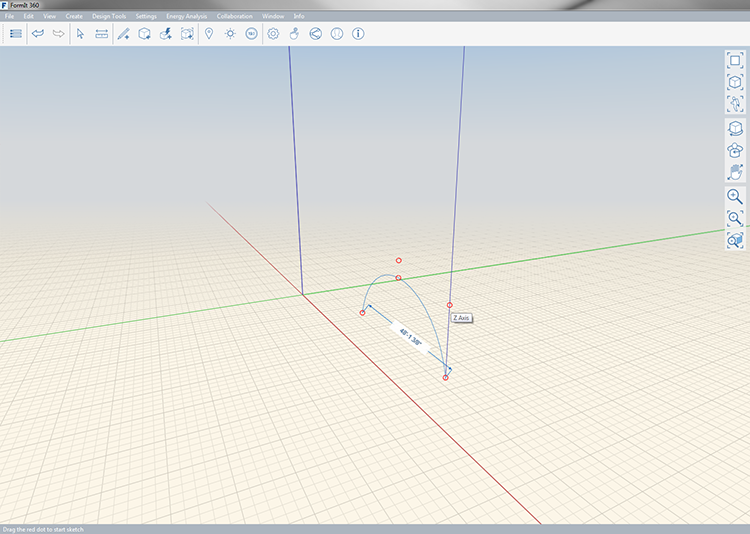 FormIt 360
File Edit View Create Design Tools Settings Energy Analysis Collaboration Window Info
Z Axis
48'-1 3/8"
Drag the red dot to start sketch